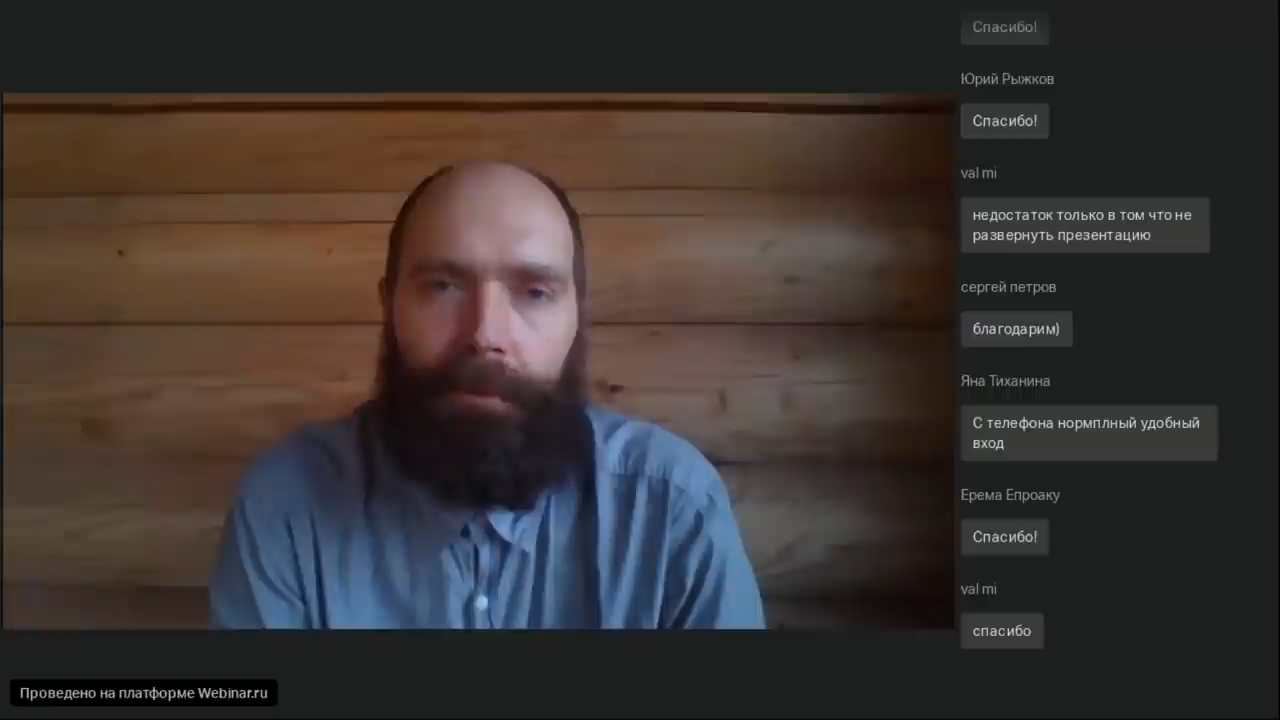 Спасибо!
Юрий Рыжков
Спасибо!
val mi
недостаток только в том что не
развернуть презентацию
сергей петров
благодарим)
Яна Тиханина
С телефона нормплный удобный
вход
Ерема Епроаку
Спасибо!
val mi
спасибо
Проведено на платформе Webinar.ru